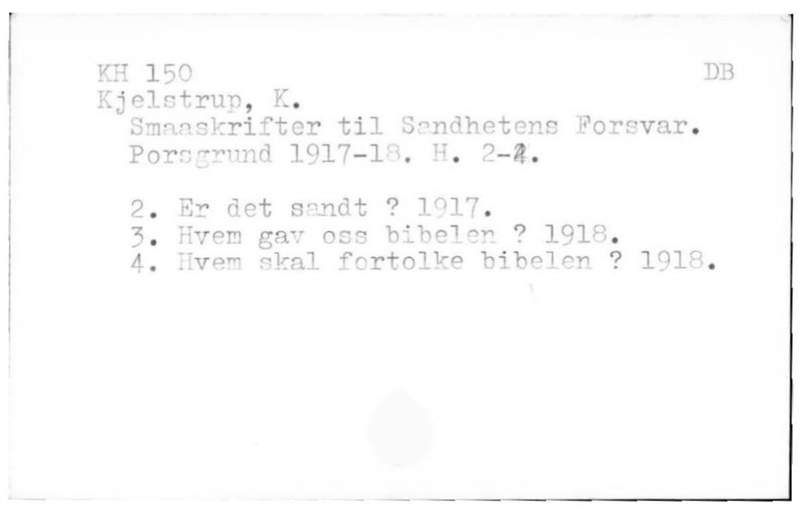 KH 150 DB
Kjelstrup, K.
Smaaskrifter til Sandhetens Forsvar.
Porsgrund 1917-18. H. 2-4.
2. Er det sandt ? 1917.
3. Hvem gav oss bibelen ? 1918.
4. Hvem skal fortolke bibelen ? 1918.